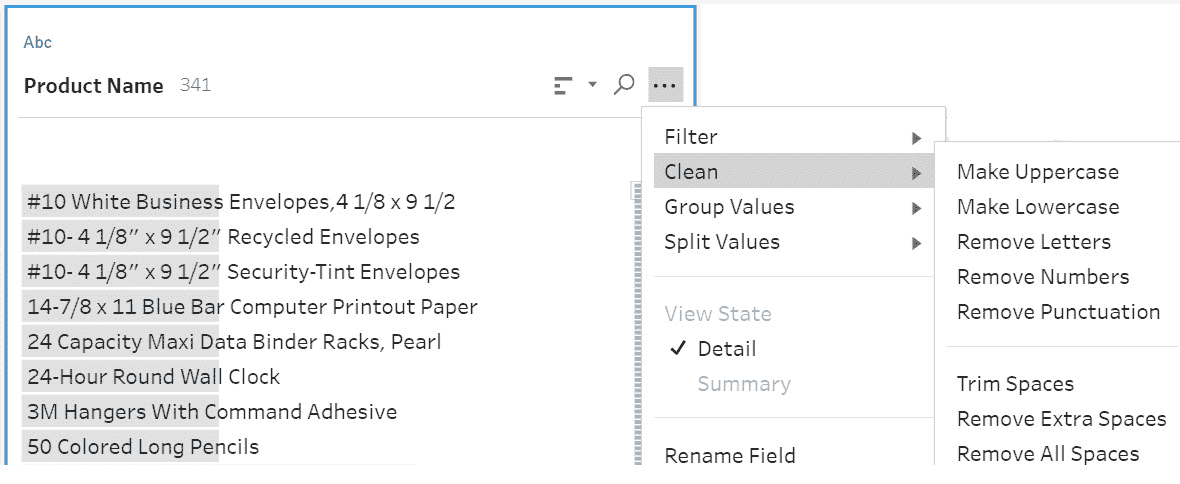 Abc
Product Name 341
#10 White Business Envelopes,4 1/8 x 9 1/2
#10- 4 1/8” x 9 1/2” Recycled Envelopes
#10- 4 1/8” x 9 1/2” Security-Tint Envelopes
14-7/8 x 11 Blue Bar Computer Printout Paper
24 Capacity Maxi Data Binder Racks, Pearl
24-Hour Round Wall Clock
3M Hangers With Command Adhesive
50 Colored Long Pencils
Filter
Clean
Group Values
Split Values
View State
Detail
Summary
Rename Field
Make Uppercase
Make Lowercase
Remove Letters
Remove Numbers
Remove Punctuation
Trim Spaces
Remove Extra Spaces
Remove All Spaces